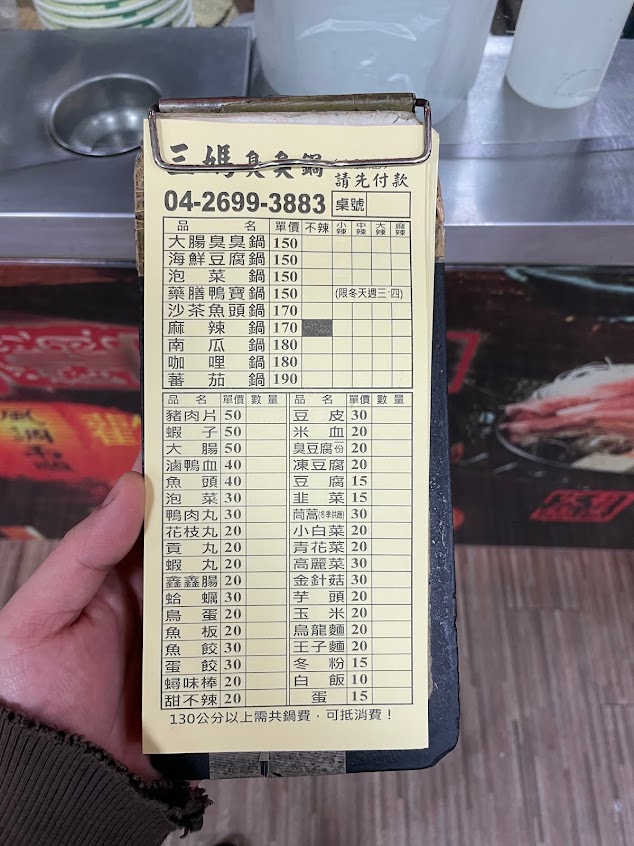 三媽臭臭鍋
請先付款
04-2699-3883 桌號
品名 單價 不辣 小辣 中辣 大辣 麻辣
大腸臭臭鍋 150
海鮮豆腐鍋 150
泡菜鍋 150
藥膳鴨寶鍋 150 (限冬天週三、四)
沙茶魚頭鍋 170
麻辣鍋 170
南瓜鍋 180
咖哩鍋 180
蕃茄鍋 190
品名 單價 數量 品名 單價 數量
豬肉片 50 豆皮 30
蝦子 50 米血 20
大腸 50 臭豆腐(份) 20
滷鴨血 40 凍豆腐 20
魚頭 40 豆腐 15
泡菜 30 韭菜 15
鴨肉丸 30 茼蒿(冬季供應) 30
花枝丸 20 小白菜 20
貢丸 20 青花菜 20
蝦丸 20 高麗菜 30
鑫鑫腸 20 金針菇 30
蛤蠣 30 芋頭 20
鳥蛋 20 玉米 20
魚板 20 烏龍麵 20
魚餃 30 王子麵 20
蛋餃 30 冬粉 15
蟳味棒 20 白飯 10
甜不辣 20 蛋 15
130公分以上需共鍋費，可抵消費！